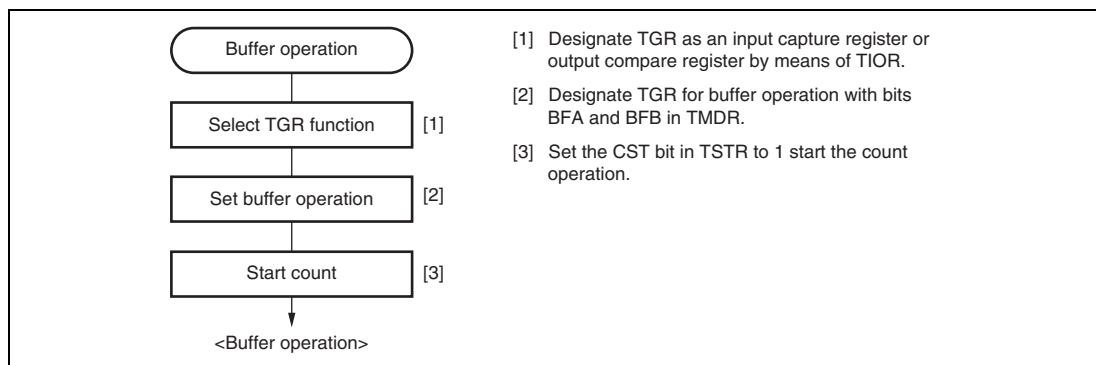 Buffer operation
Select TGR function
[1]
Set buffer operation
[2]
Start count
[3]
<Buffer operation>
[1] Designate TGR as an input capture register or
output compare register by means of TIOR.
[2] Designate TGR for buffer operation with bits
BFA and BFB in TMDR.
[3] Set the CST bit in TSTR to 1 start the count
operation.